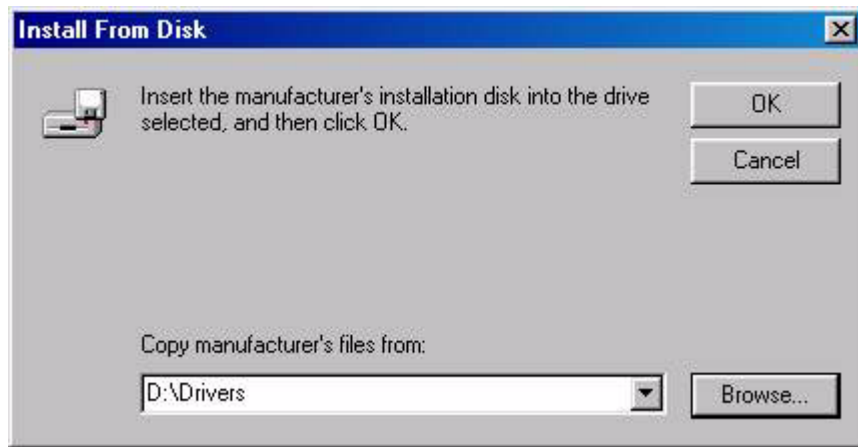 Install From Disk
Insert the manufacturer's installation disk into the drive
selected, and then click OK.
OK
Cancel
Copy manufacturer's files from:
D:\Drivers
Browse...